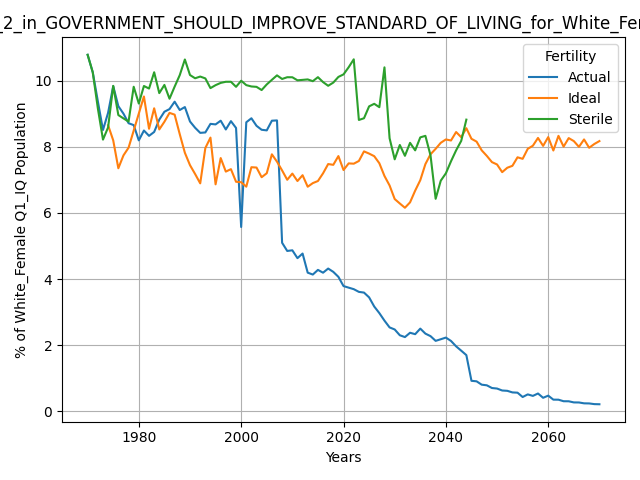 _2_in_GOVERNMENT_SHOULD_IMPROVE_STANDARD_OF_LIVING_for_White_Fe
Fertility
Actual
Ideal
Sterile
% of White_Female Q1_IQ Population
10
8
6
4
2
0
1980 2000 2020 2040 2060
Years